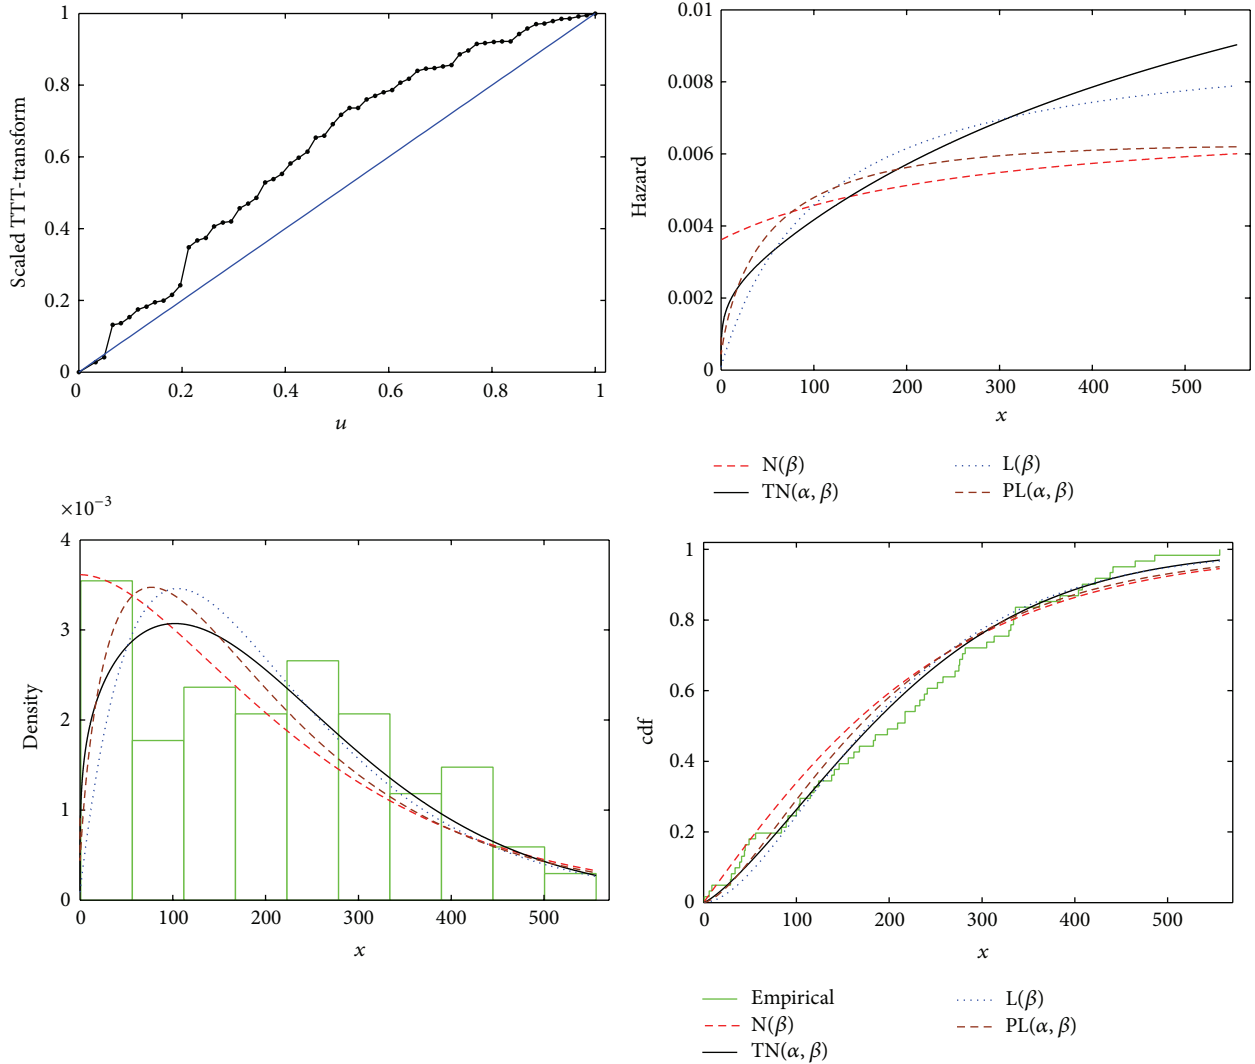 Scaled TTT-transform
1
0.8
0.6
0.4
0.2
0
0 0.2 0.4 0.6 0.8 1
u
Hazard
0.01
0.008
0.006
0.004
0.002
0
0 100 200 300 400 500
x
N(β) L(β)
TN(α, β) PL(α, β)
×10⁻³
Density
4
3
2
1
0
0 100 200 300 400 500
x
cdf
1
0.8
0.6
0.4
0.2
0
0 100 200 300 400 500
x
Empirical L(β)
N(β) PL(α, β)
TN(α, β)